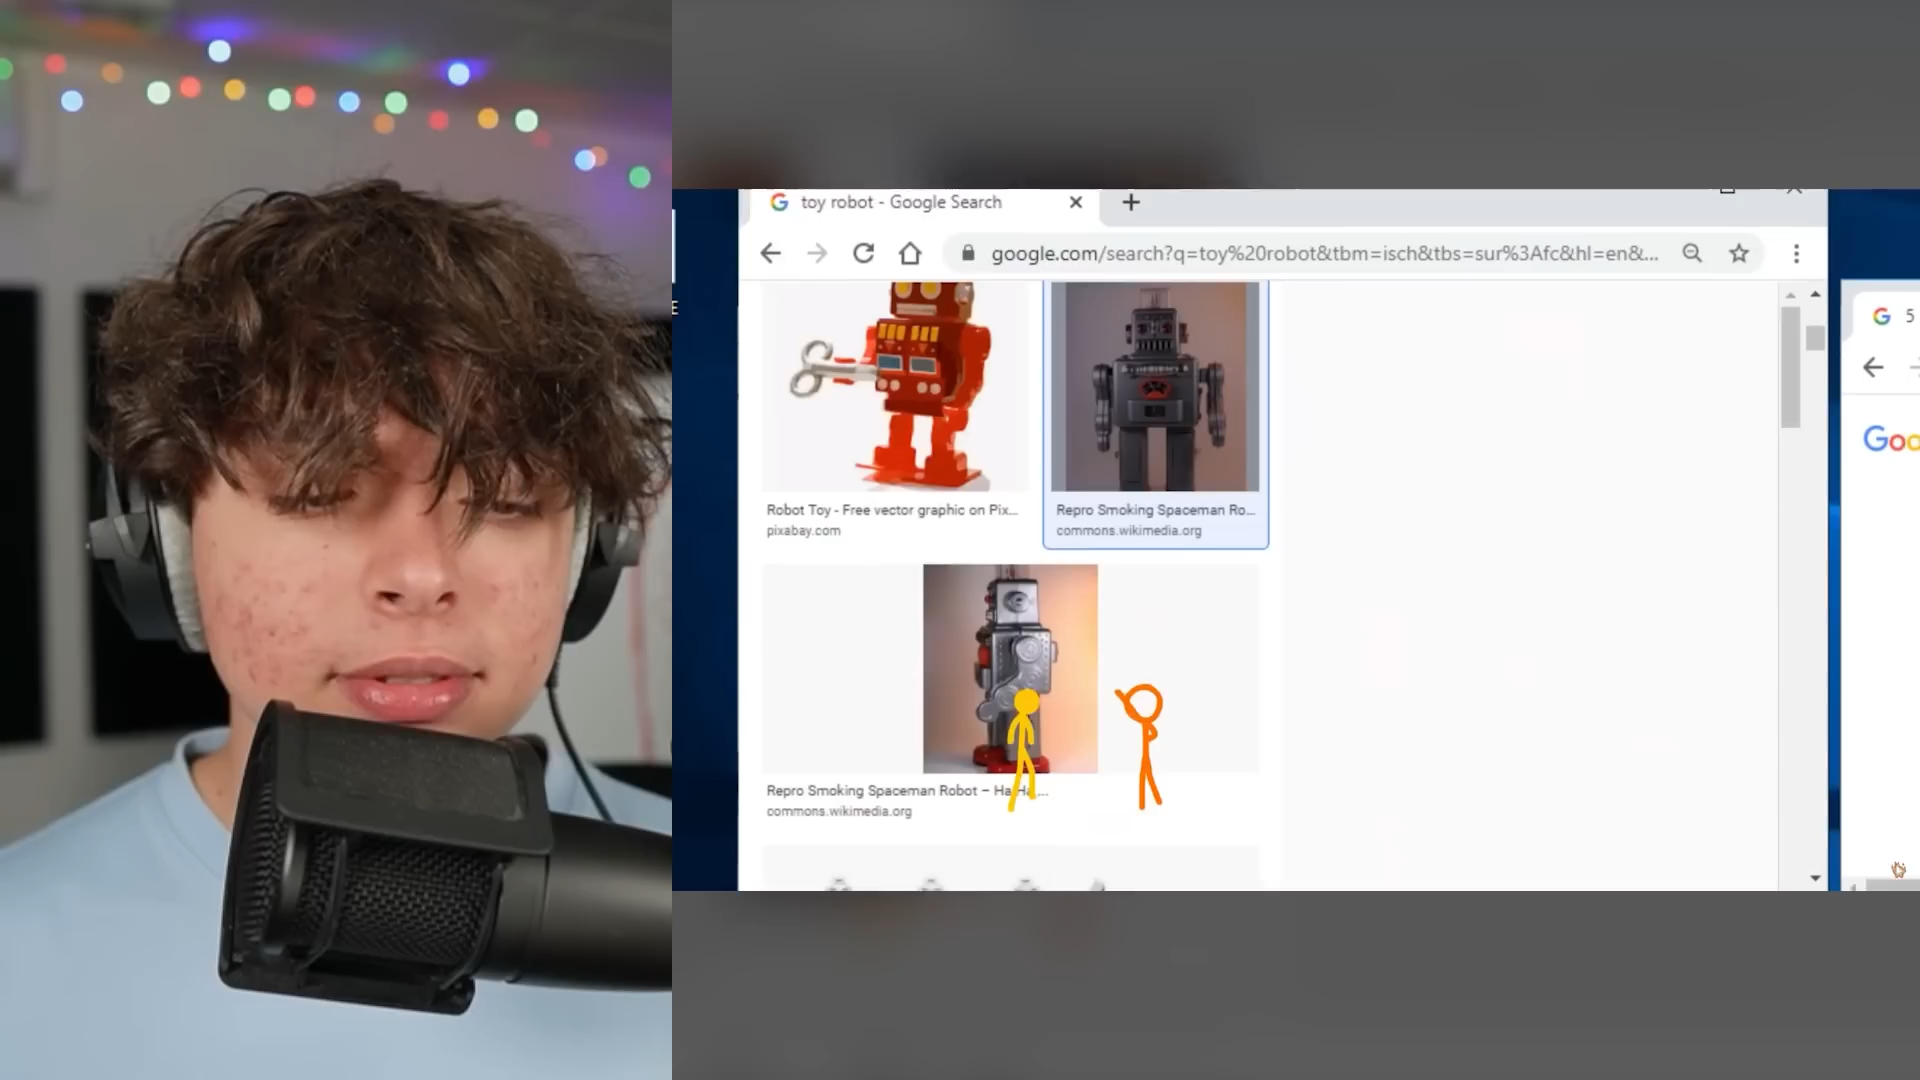 toy robot - Google Search
google.com/search?q=toy%20robot&tbm=isch&tbs=sur%3Afc&hl=en&...
E
G 5
Goo
Robot Toy - Free vector graphic on Pix...
pixabay.com
Repro Smoking Spaceman Ro...
commons.wikimedia.org
Repro Smoking Spaceman Robot – Ha Ha ...
commons.wikimedia.org